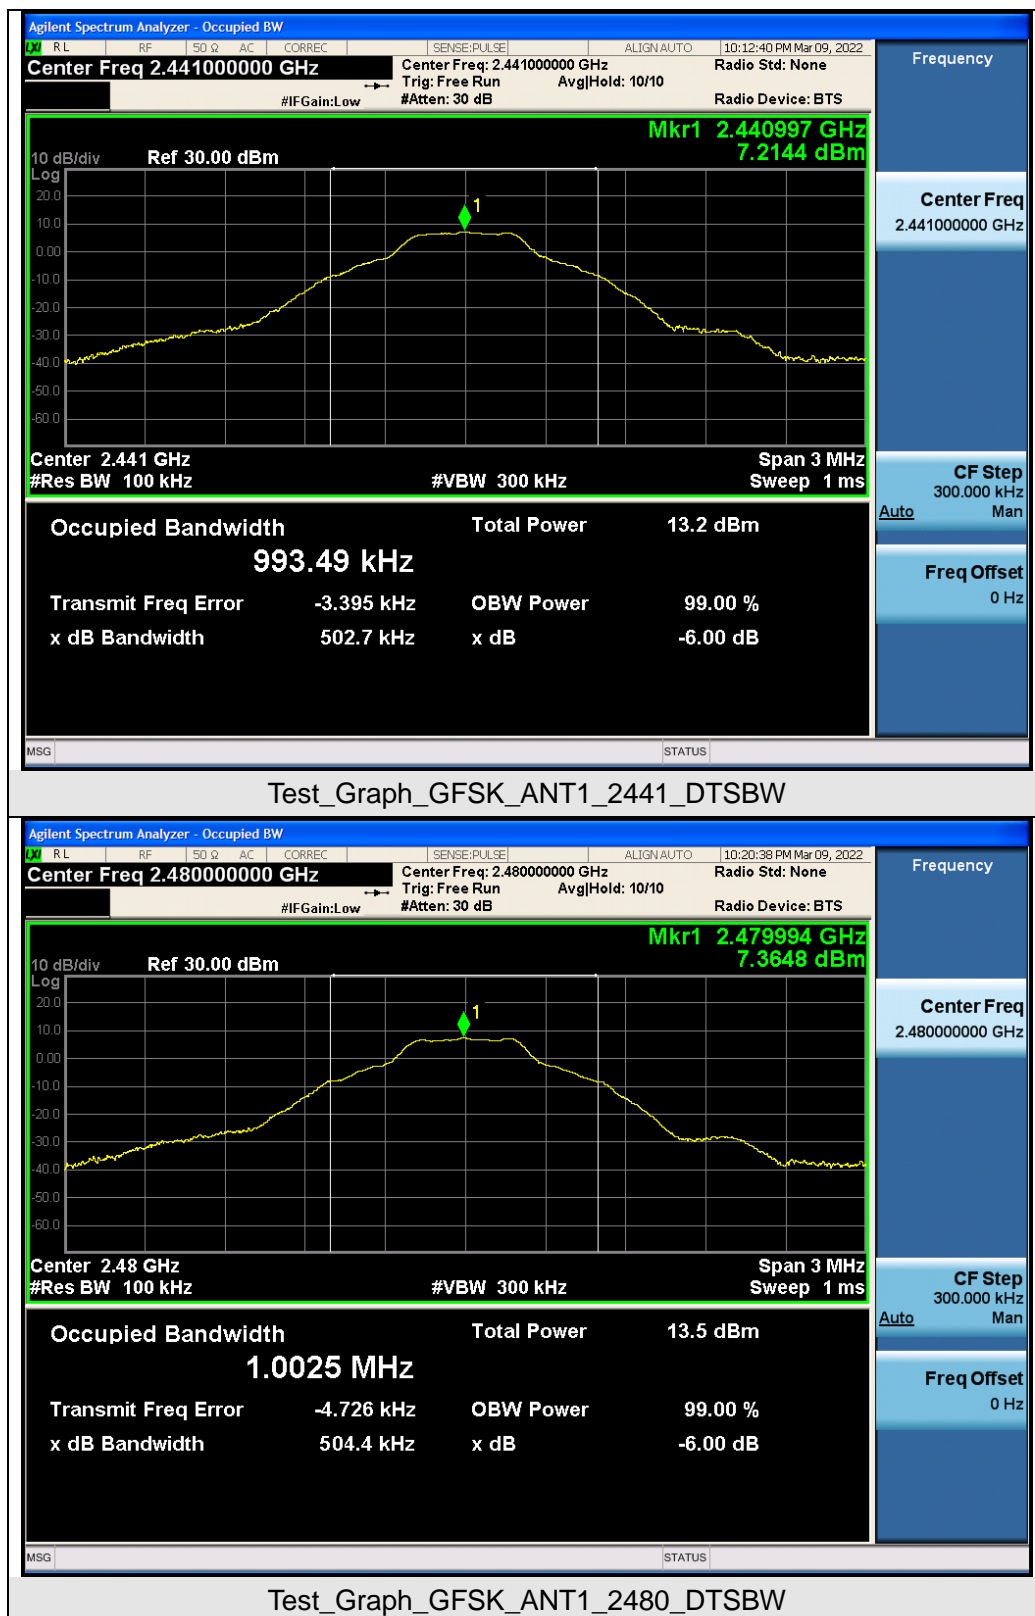 Agilent Spectrum Analyzer - Occupied BW
LXI RL RF 50 Ω AC CORREC SENSE:PULSE ALIGN AUTO 10:12:40 PM Mar 09, 2022
Center Freq 2.441000000 GHz Center Freq: 2.441000000 GHz Radio Std: None
Trig: Free Run Avg|Hold: 10/10
#IFGain:Low #Atten: 30 dB Radio Device: BTS
Mkr1 2.440997 GHz
7.2144 dBm
10 dB/div Ref 30.00 dBm
Log
20.0
1
10.0
0.00
-10.0
-20.0
-30.0
-40.0
-50.0
-60.0
Center 2.441 GHz Span 3 MHz
#Res BW 100 kHz #VBW 300 kHz Sweep 1 ms
Occupied Bandwidth Total Power 13.2 dBm
993.49 kHz
Transmit Freq Error -3.395 kHz OBW Power 99.00 %
x dB Bandwidth 502.7 kHz x dB -6.00 dB
MSG STATUS
Frequency
Center Freq
2.441000000 GHz
CF Step
300.000 kHz
Auto Man
Freq Offset
0 Hz
Test_Graph_GFSK_ANT1_2441_DTSBW
Agilent Spectrum Analyzer - Occupied BW
LXI RL RF 50 Ω AC CORREC SENSE:PULSE ALIGN AUTO 10:20:38 PM Mar 09, 2022
Center Freq 2.480000000 GHz Center Freq: 2.480000000 GHz Radio Std: None
Trig: Free Run Avg|Hold: 10/10
#IFGain:Low #Atten: 30 dB Radio Device: BTS
Mkr1 2.479994 GHz
7.3648 dBm
10 dB/div Ref 30.00 dBm
Log
20.0
1
10.0
0.00
-10.0
-20.0
-30.0
-40.0
-50.0
-60.0
Center 2.48 GHz Span 3 MHz
#Res BW 100 kHz #VBW 300 kHz Sweep 1 ms
Occupied Bandwidth Total Power 13.5 dBm
1.0025 MHz
Transmit Freq Error -4.726 kHz OBW Power 99.00 %
x dB Bandwidth 504.4 kHz x dB -6.00 dB
MSG STATUS
Frequency
Center Freq
2.480000000 GHz
CF Step
300.000 kHz
Auto Man
Freq Offset
0 Hz
Test_Graph_GFSK_ANT1_2480_DTSBW